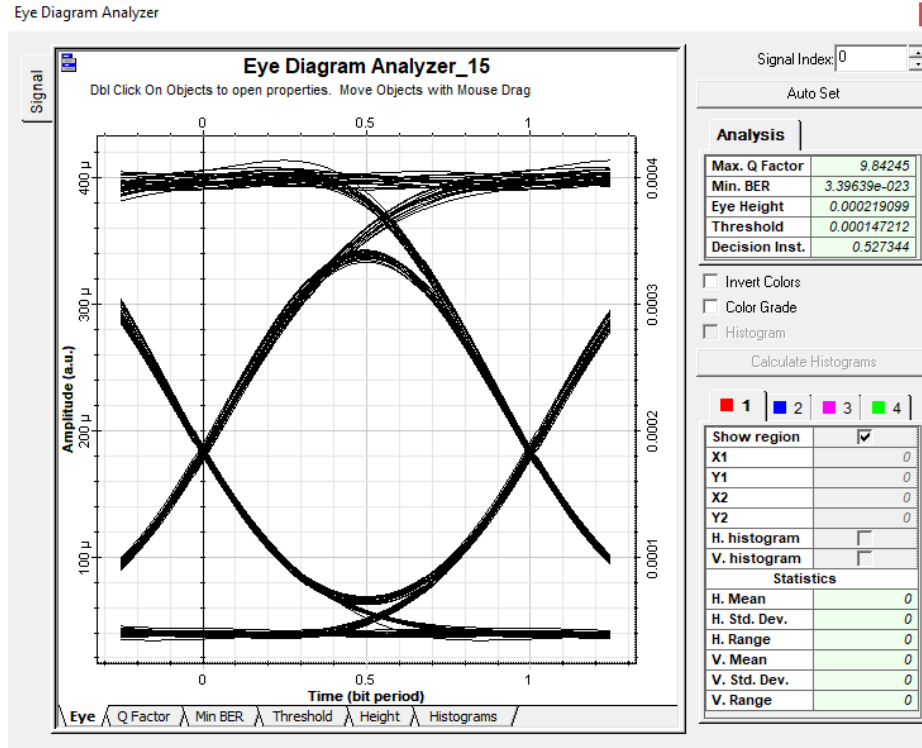 Eye Diagram Analyzer
Signal
Eye Diagram Analyzer_15
Dbl Click On Objects to open properties. Move Objects with Mouse Drag
0 0.5 1
400 µ
300 µ
200 µ
100 µ
Amplitude (a.u.)
0.0004
0.0003
0.0002
0.0001
0 0.5 1
Time (bit period)
Eye Q Factor Min BER Threshold Height Histograms
Signal Index: 0
Auto Set
Analysis
Max. Q Factor 9.84245
Min. BER 3.39639e-023
Eye Height 0.000219099
Threshold 0.000147212
Decision Inst. 0.527344
Invert Colors
Color Grade
Histogram
Calculate Histograms
1 2 3 4
Show region
X1 0
Y1 0
X2 0
Y2 0
H. histogram
V. histogram
Statistics
H. Mean 0
H. Std. Dev. 0
H. Range 0
V. Mean 0
V. Std. Dev. 0
V. Range 0